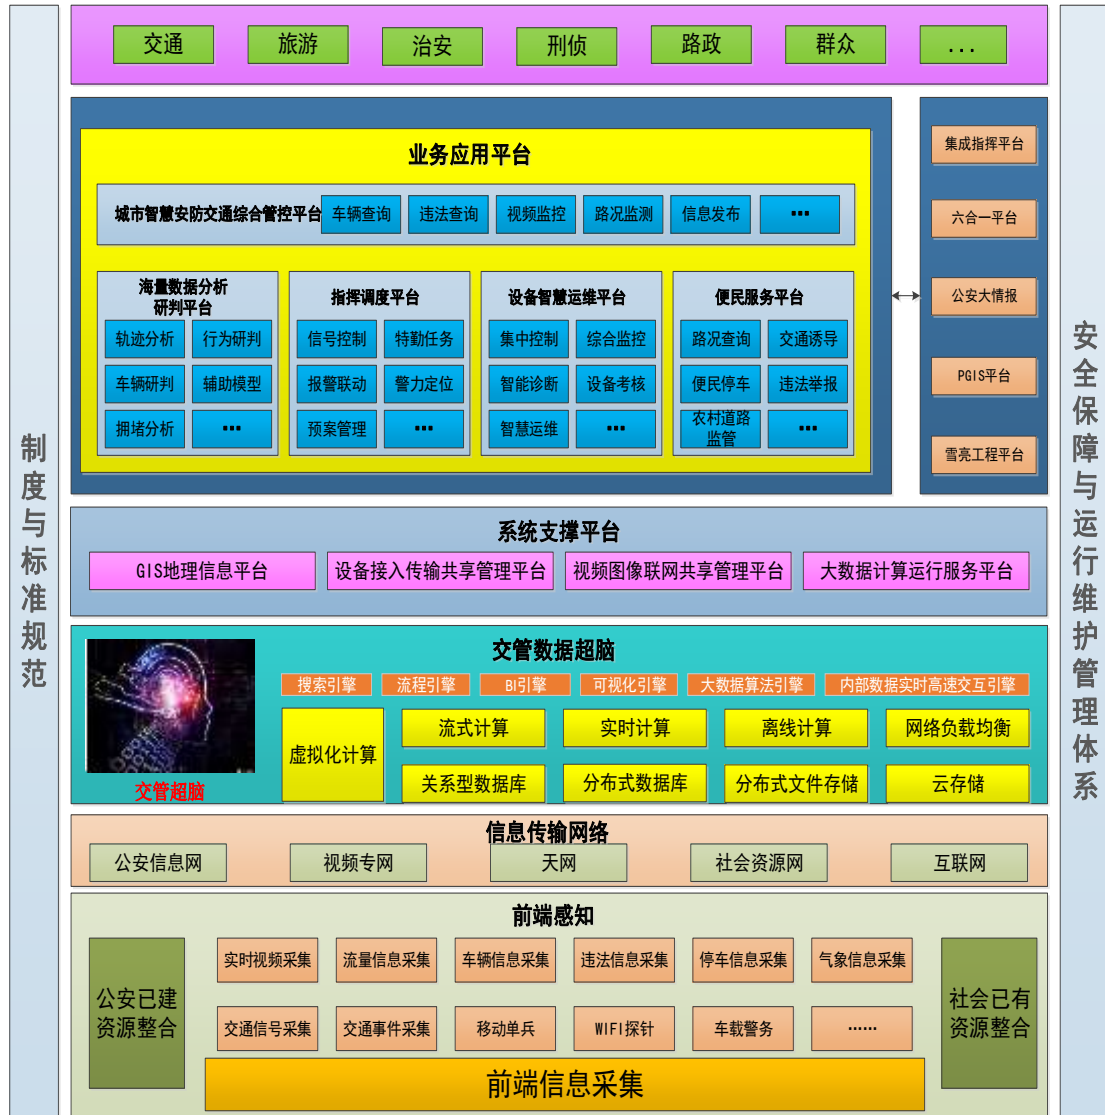 交通
旅游
治安
刑侦
路政
群众
...
业务应用平台
城市智慧安防交通综合管控平台
车辆查询
违法查询
视频监控
路况监测
信息发布
...
海量数据分析
研判平台
轨迹分析
行为研判
车辆研判
辅助模型
拥堵分析
...
指挥调度平台
信号控制
特勤任务
报警联动
警力定位
预案管理
...
设备智慧运维平台
集中控制
综合监控
智能诊断
设备考核
智慧运维
...
便民服务平台
路况查询
交通诱导
便民停车
违法举报
农村道路
监管
...
集成指挥平台
六合一平台
公安大情报
PGIS平台
雪亮工程平台
系统支撑平台
GIS地理信息平台
设备接入传输共享管理平台
视频图像联网共享管理平台
大数据计算运行服务平台
交管数据超脑
交管超脑
搜索引擎
流程引擎
BI引擎
可视化引擎
大数据算法引擎
内部数据实时高速交互引擎
虚拟化计算
流式计算
实时计算
离线计算
网络负载均衡
关系型数据库
分布式数据库
分布式文件存储
云存储
信息传输网络
公安信息网
视频专网
天网
社会资源网
互联网
前端感知
公安已建
资源整合
实时视频采集
流量信息采集
车辆信息采集
违法信息采集
停车信息采集
气象信息采集
交通信号采集
交通事件采集
移动单兵
WIFI探针
车载警务
……
社会已有
资源整合
前端信息采集
制度与标准规范
安全保障与运行维护管理体系